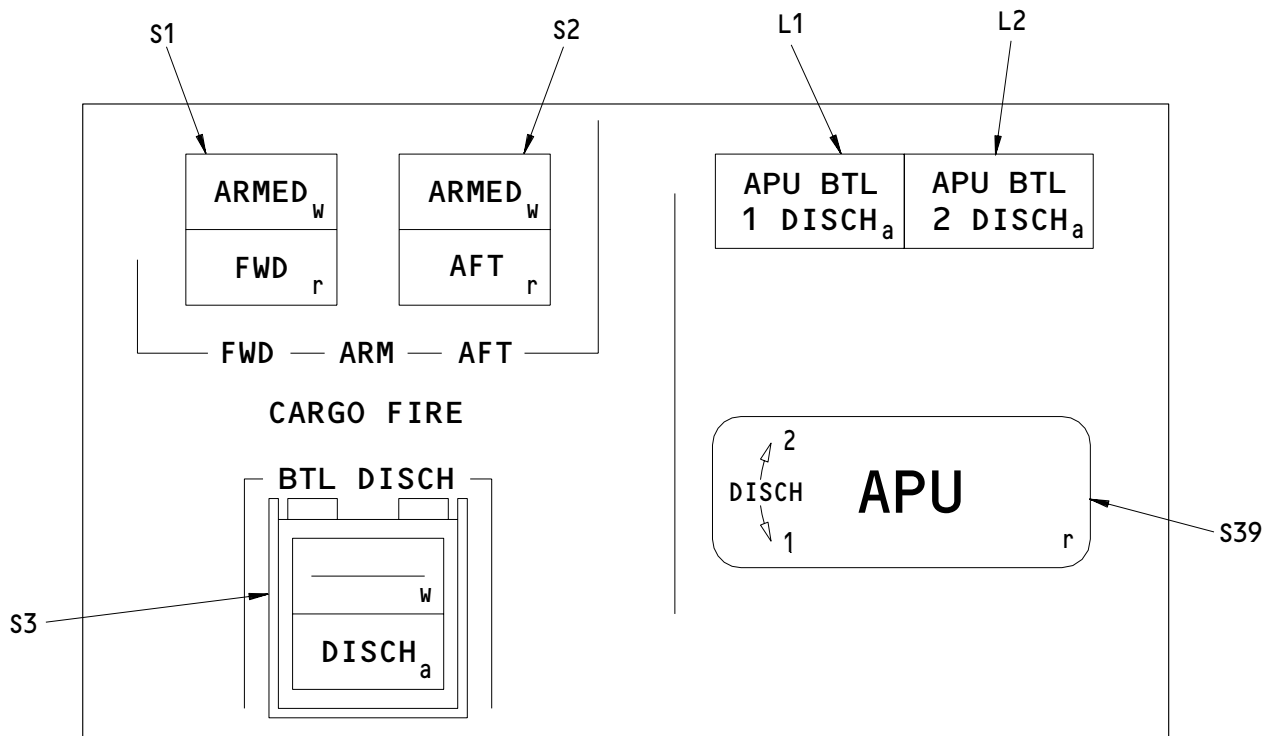 S1
S2
L1
L2
ARMED w
FWD r
ARMED w
AFT r
APU BTL
1 DISCH a
APU BTL
2 DISCH a
FWD ARM AFT
CARGO FIRE
BTL DISCH
w
DISCH a
S3
2
DISCH
1
APU
r
S39